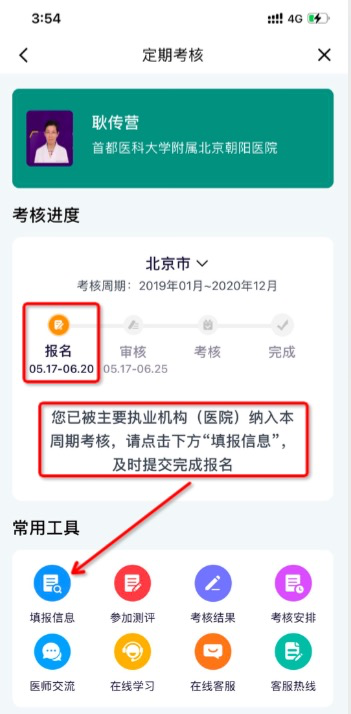 3:54
4G
定期考核
耿传营
首都医科大学附属北京朝阳医院
考核进度
北京市
考核周期：2019年01月~2020年12月
报名 审核 考核 完成
05.17-06.20 05.17-06.25
您已被主要执业机构（医院）纳入本
周期考核，请点击下方“填报信息”，
及时提交完成报名
常用工具
填报信息 参加测评 考核结果 考核安排
医师交流 在线学习 在线客服 客服热线